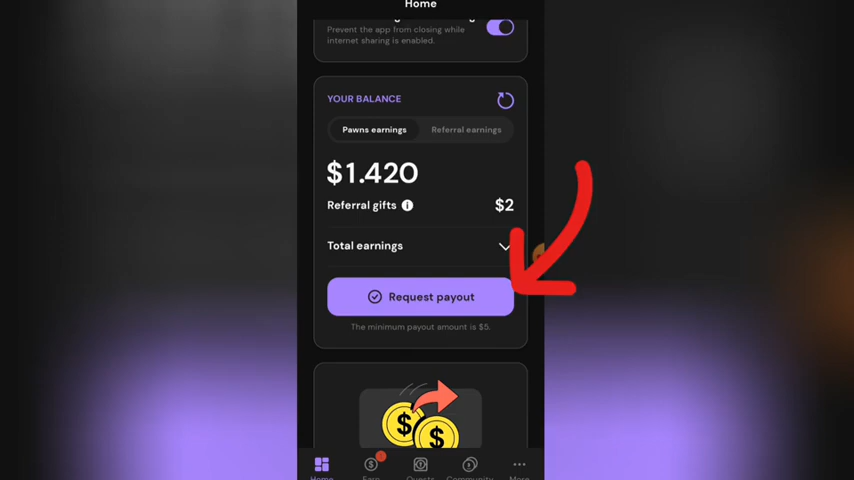 Home
Prevent the app from closing while
internet sharing is enabled.
YOUR BALANCE
Pawns earnings Referral earnings
$1.420
Referral gifts $2
Total earnings
Request payout
The minimum payout amount is $5.
Home Earn Quests Community More